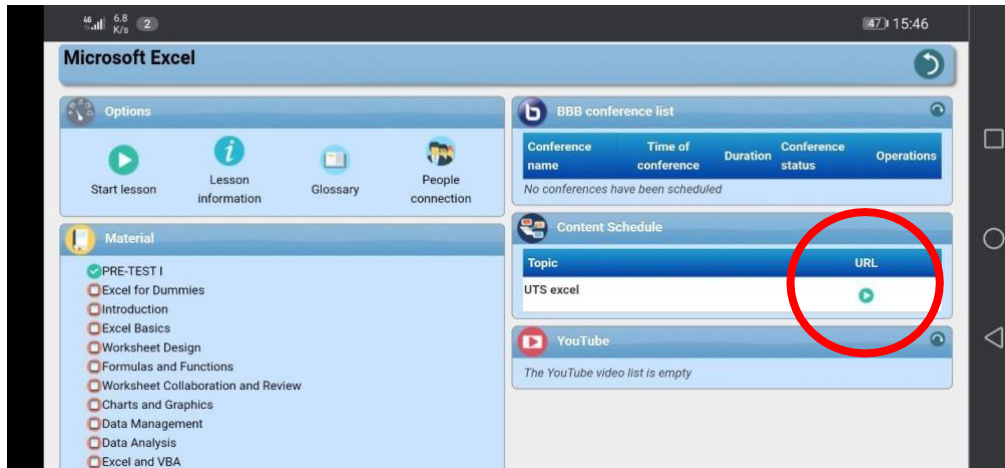 46 6.8 K/s 2 47 15:46
Microsoft Excel
Options
Start lesson
Lesson information
Glossary
People connection
Material
PRE-TEST I
Excel for Dummies
Introduction
Excel Basics
Worksheet Design
Formulas and Functions
Worksheet Collaboration and Review
Charts and Graphics
Data Management
Data Analysis
Excel and VBA
BBB conference list
Conference name Time of conference Duration Conference status Operations
No conferences have been scheduled
Content Schedule
Topic URL
UTS excel
YouTube
The YouTube video list is empty